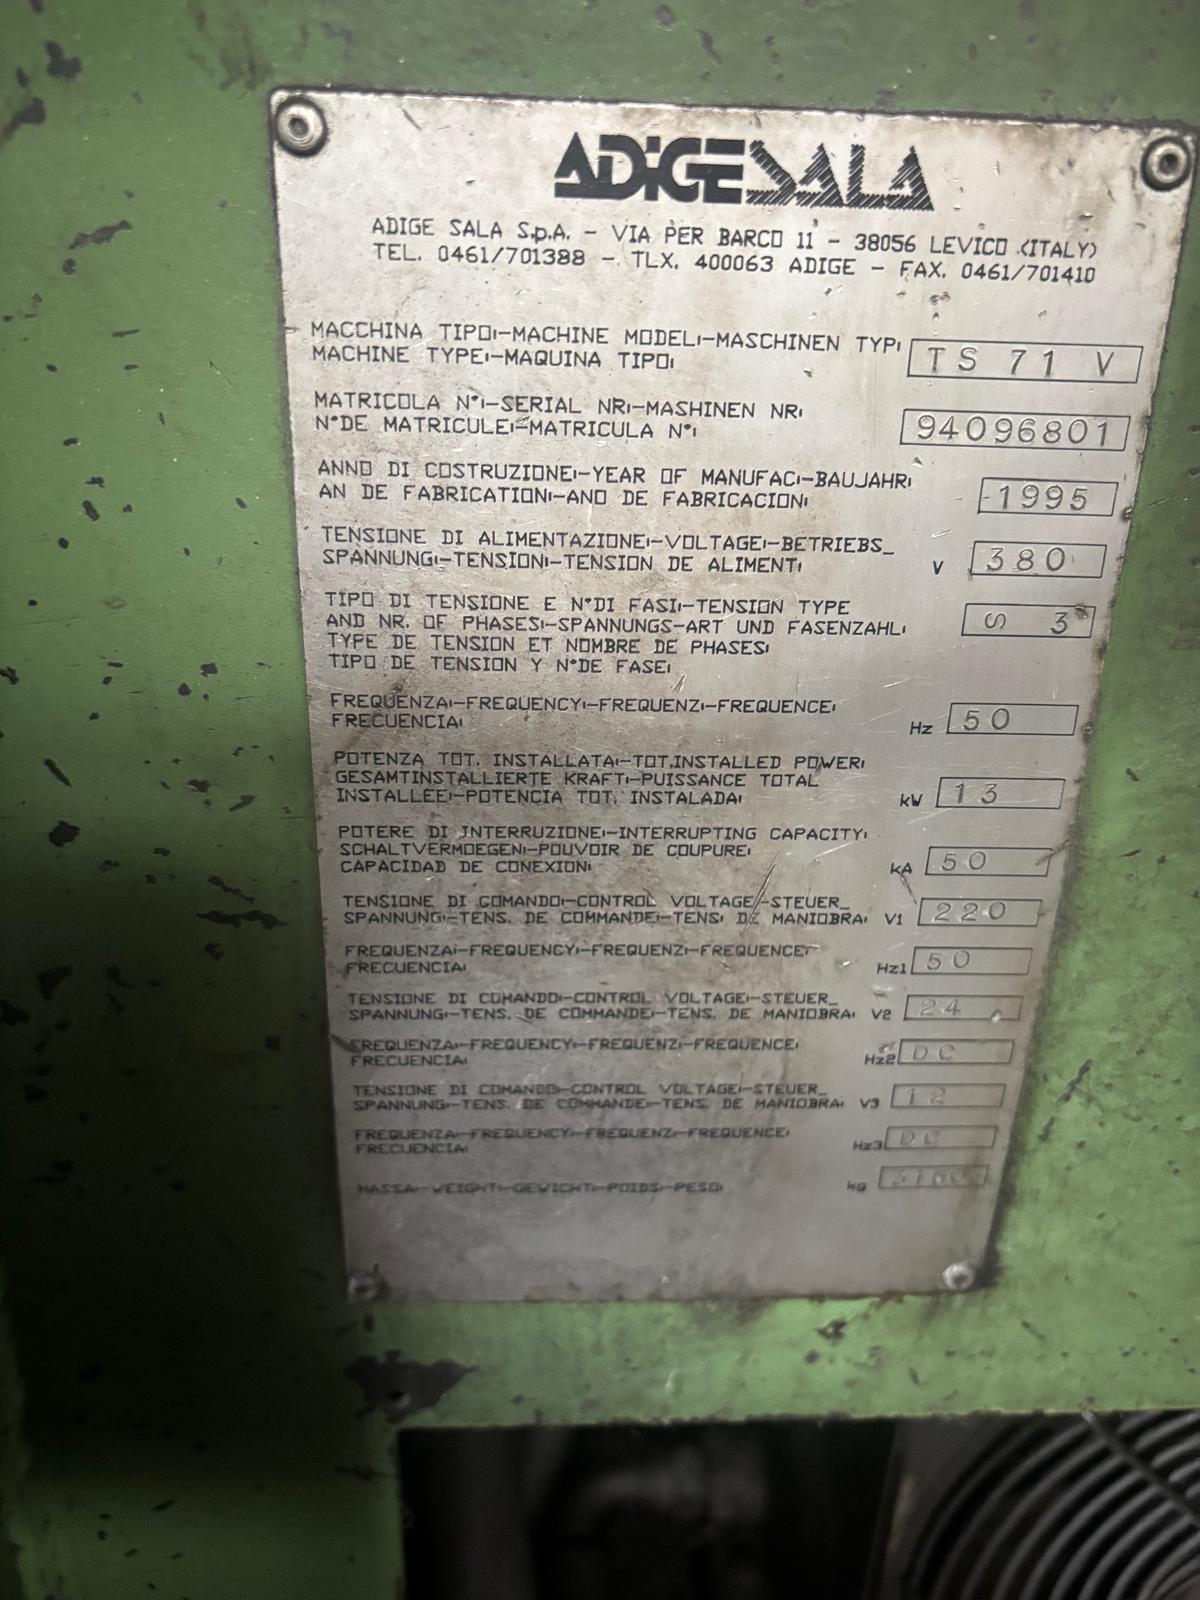 ADIGE SALA
ADIGE SALA S.p.A. - VIA PER BARCO 11 - 38056 LEVICO (ITALY)
TEL. 0461/701388 - TLX. 400063 ADIGE - FAX. 0461/701410
MACCHINA TIPO:-MACHINE MODEL:-MASCHINEN TYP:
MACHINE TYPE:-MAQUINA TIPO: TS 71 V
MATRICOLA N°:-SERIAL NR:-MASHINEN NR:
N°DE MATRICULE:-MATRICULA N°: 94096801
ANNO DI COSTRUZIONE:-YEAR OF MANUFAC:-BAUJAHR:
AN DE FABRICATION:-ANO DE FABRICACION: 1995
TENSIONE DI ALIMENTAZIONE:-VOLTAGE:-BETRIEBS_
SPANNUNG:-TENSION:-TENSION DE ALIMENT: V 380
TIPO DI TENSIONE E N°DI FASI:-TENSION TYPE
AND NR. OF PHASES:-SPANNUNGS-ART UND FASENZAHL: ∽ 3
TYPE DE TENSION ET NOMBRE DE PHASES:
TIPO DE TENSION Y N°DE FASE:
FREQUENZA:-FREQUENCY:-FREQUENZ:-FREQUENCE:
FRECUENCIA: Hz 50
POTENZA TOT. INSTALLATA:-TOT.INSTALLED POWER:
GESAMTINSTALLIERTE KRAFT:-PUISSANCE TOTAL
INSTALLEE:-POTENCIA TOT. INSTALADA: kW 13
POTERE DI INTERRUZIONE:-INTERRUPTING CAPACITY:
SCHALTVERMOEGEN:-POUVOIR DE COUPURE:
CAPACIDAD DE CONEXION: kA 50
TENSIONE DI COMANDO:-CONTROL VOLTAGE:-STEUER_
SPANNUNG:-TENS. DE COMMANDE:-TENS: DE MANIOBRA: V1 220
FREQUENZA:-FREQUENCY:-FREQUENZ:-FREQUENCE:
FRECUENCIA: Hz1 50
TENSIONE DI COMANDO:-CONTROL VOLTAGE:-STEUER_
SPANNUNG:-TENS. DE COMMANDE:-TENS. DE MANIOBRA: V2 24
FREQUENZA:-FREQUENCY:-FREQUENZ:-FREQUENCE:
FRECUENCIA: Hz2 DC
TENSIONE DI COMANDO:-CONTROL VOLTAGE:-STEUER_
SPANNUNG:-TENS. DE COMMANDE:-TENS. DE MANIOBRA: V3 12
FREQUENZA:-FREQUENCY:-FREQUENZ:-FREQUENCE:
FRECUENCIA: Hz3 DC
MASSA:-WEIGHT:-GEWICHT:-POIDS:-PESO: kg